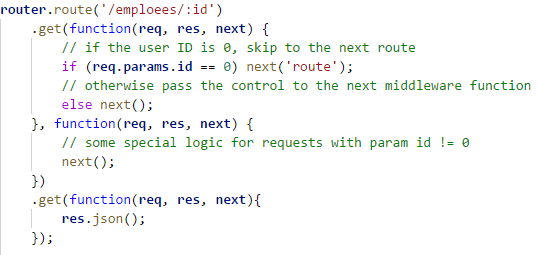 router.route('/emploees/:id')
    .get(function(req, res, next) {
        // if the user ID is 0, skip to the next route
        if (req.params.id == 0) next('route');
        // otherwise pass the control to the next middleware function
        else next();
    }, function(req, res, next) {
        // some special logic for requests with param id != 0
        next();
    })
    .get(function(req, res, next){
        res.json();
    });